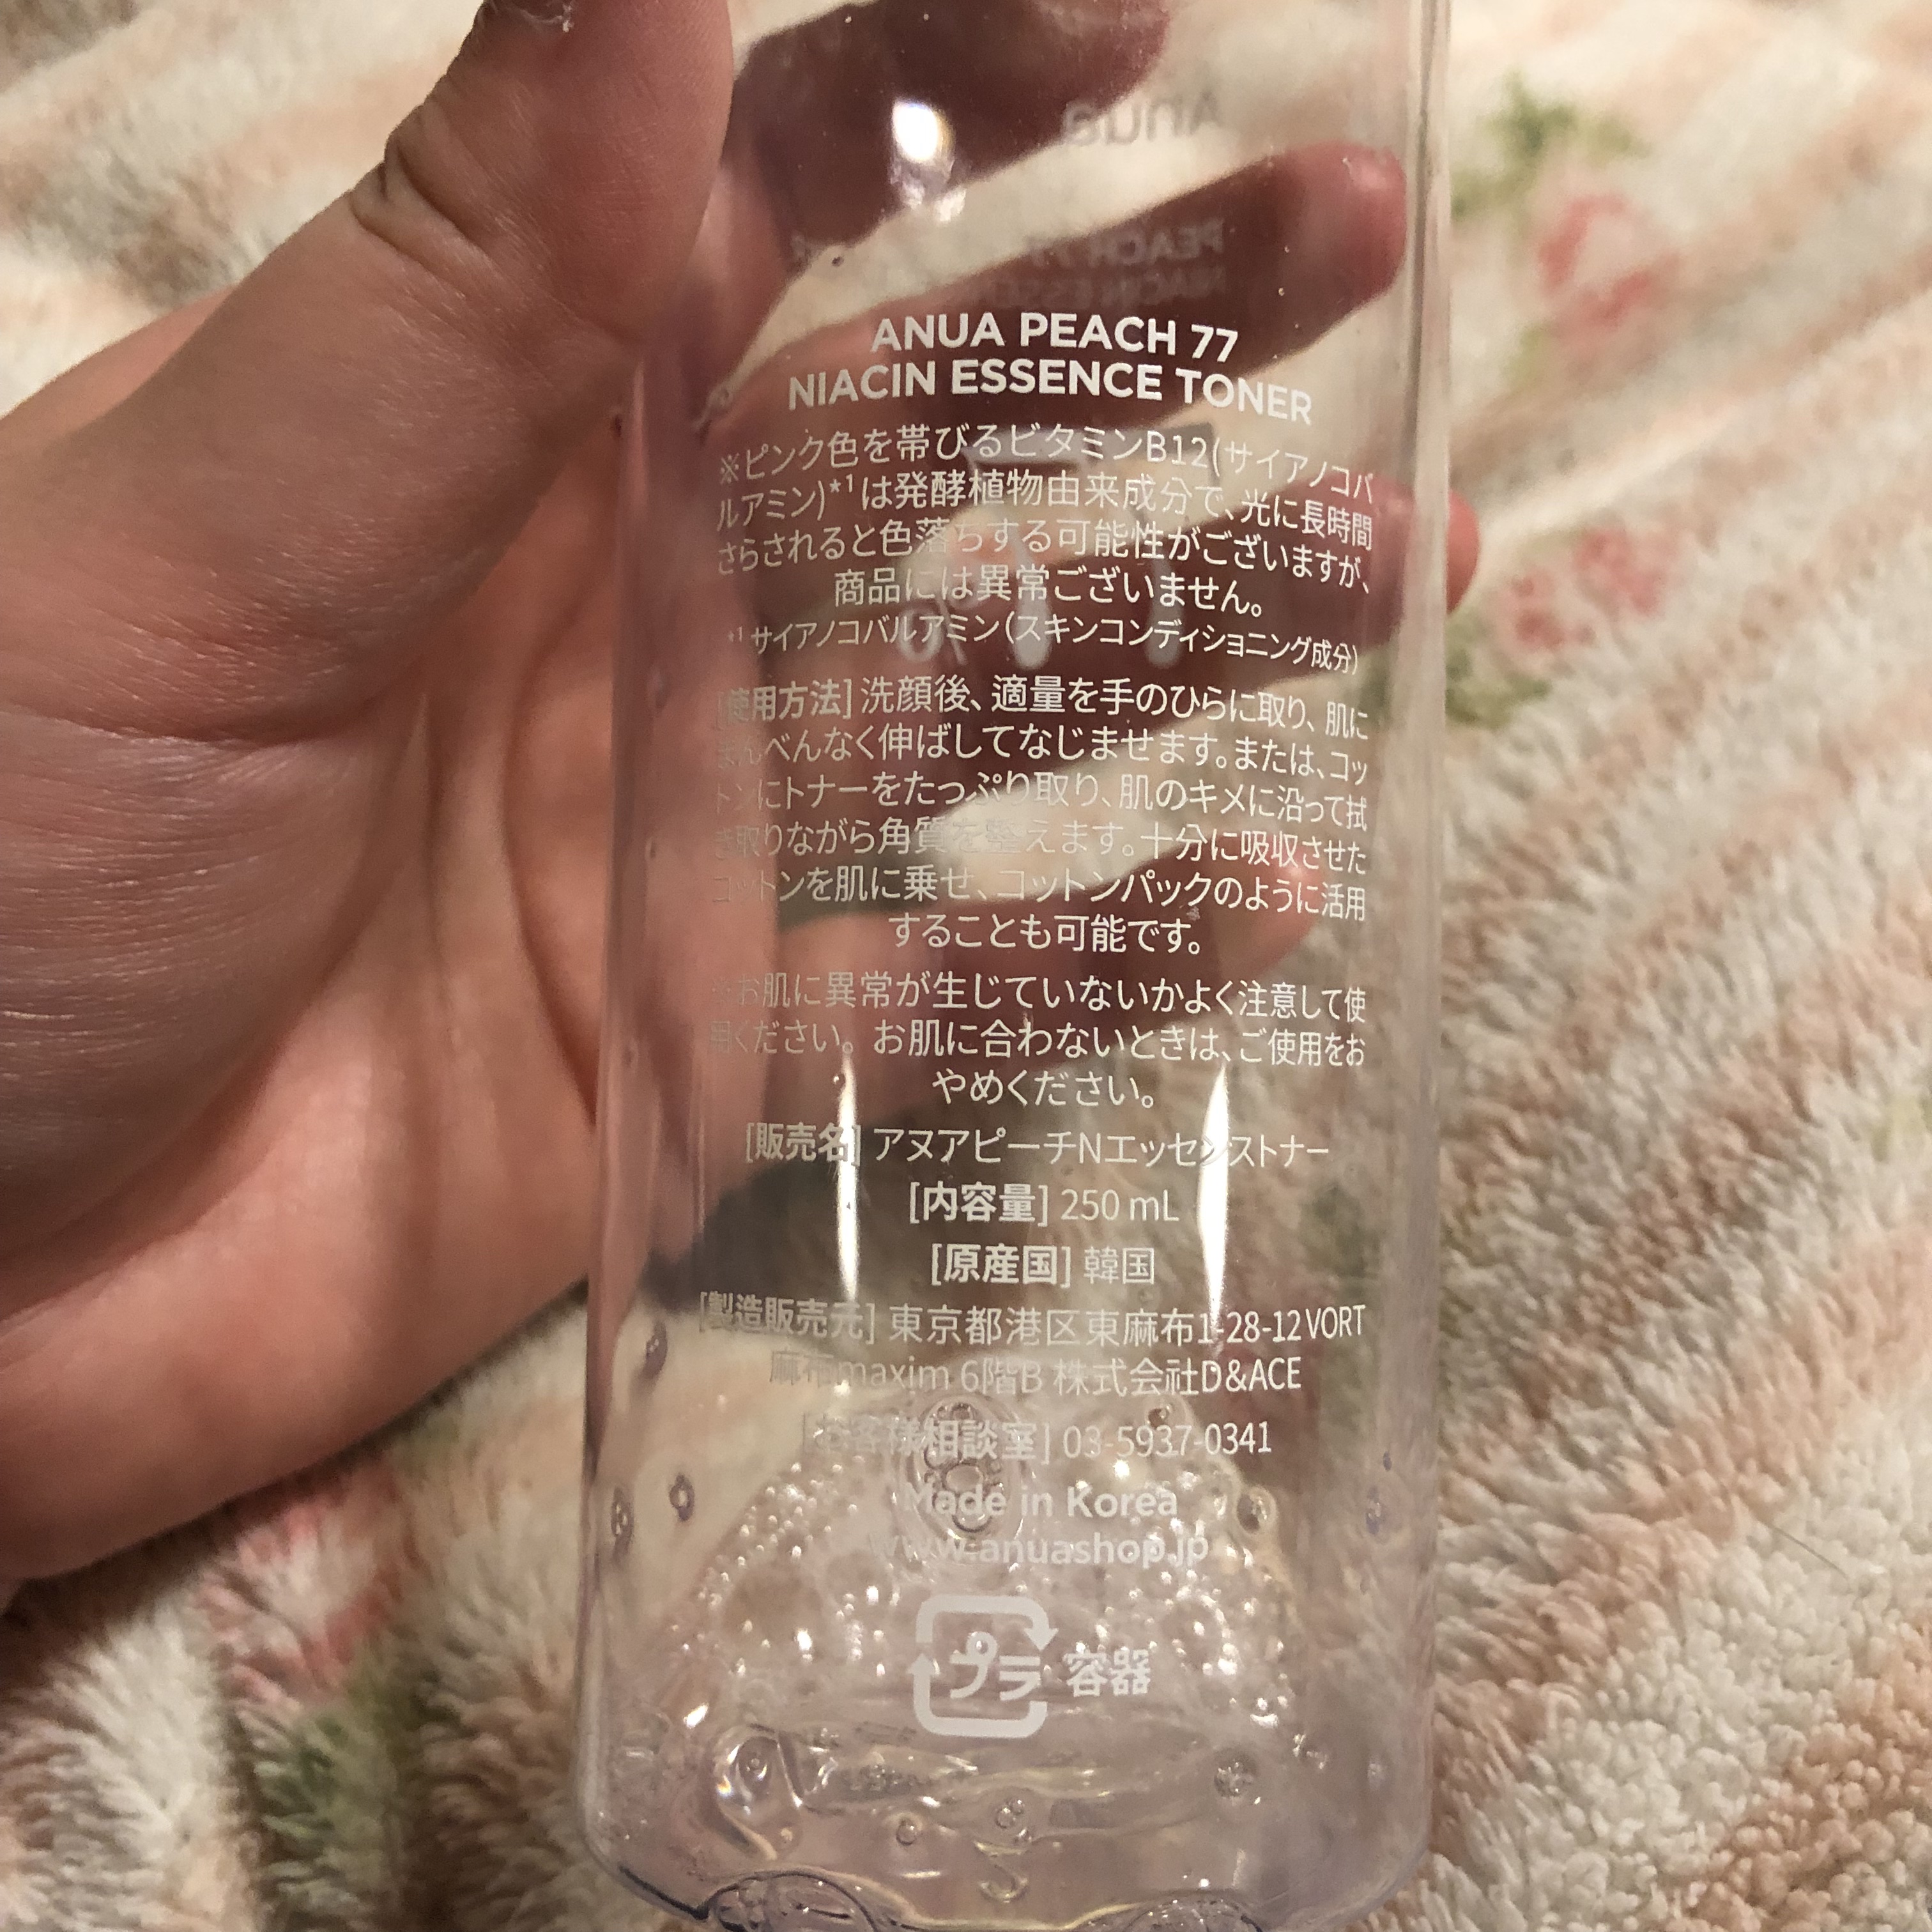 Anua
PEACH 77
NIACIN ESSE
ANUA PEACH 77
NIACIN ESSENCE TONER
※ピンク色を帯びるビタミンB12(サイアノコバ
ルアミン)*1は発酵植物由来成分で、光に長時間
さらされると色落ちする可能性がございますが、
商品には異常ございません。
*1 サイアノコバルアミン(スキンコンディショニング成分)
[使用方法] 洗顔後、適量を手のひらに取り、肌に
まんべんなく伸ばしてなじませます。または、コッ
トンにトナーをたっぷり取り、肌のキメに沿って拭
き取りながら角質を整えます。十分に吸収させた
コットンを肌に乗せ、コットンパックのように活用
することも可能です。
※お肌に異常が生じていないかよく注意して使
用ください。お肌に合わないときは、ご使用をお
やめください。
[販売名] アヌアピーチNエッセンストナー
[内容量] 250 mL
[原産国] 韓国
[製造販売元] 東京都港区東麻布1-28-12 VORT
麻布maxim 6階B 株式会社D&ACE
[お客様相談室] 03-5937-0341
Made in Korea
www.anuashop.jp
プラ 容器